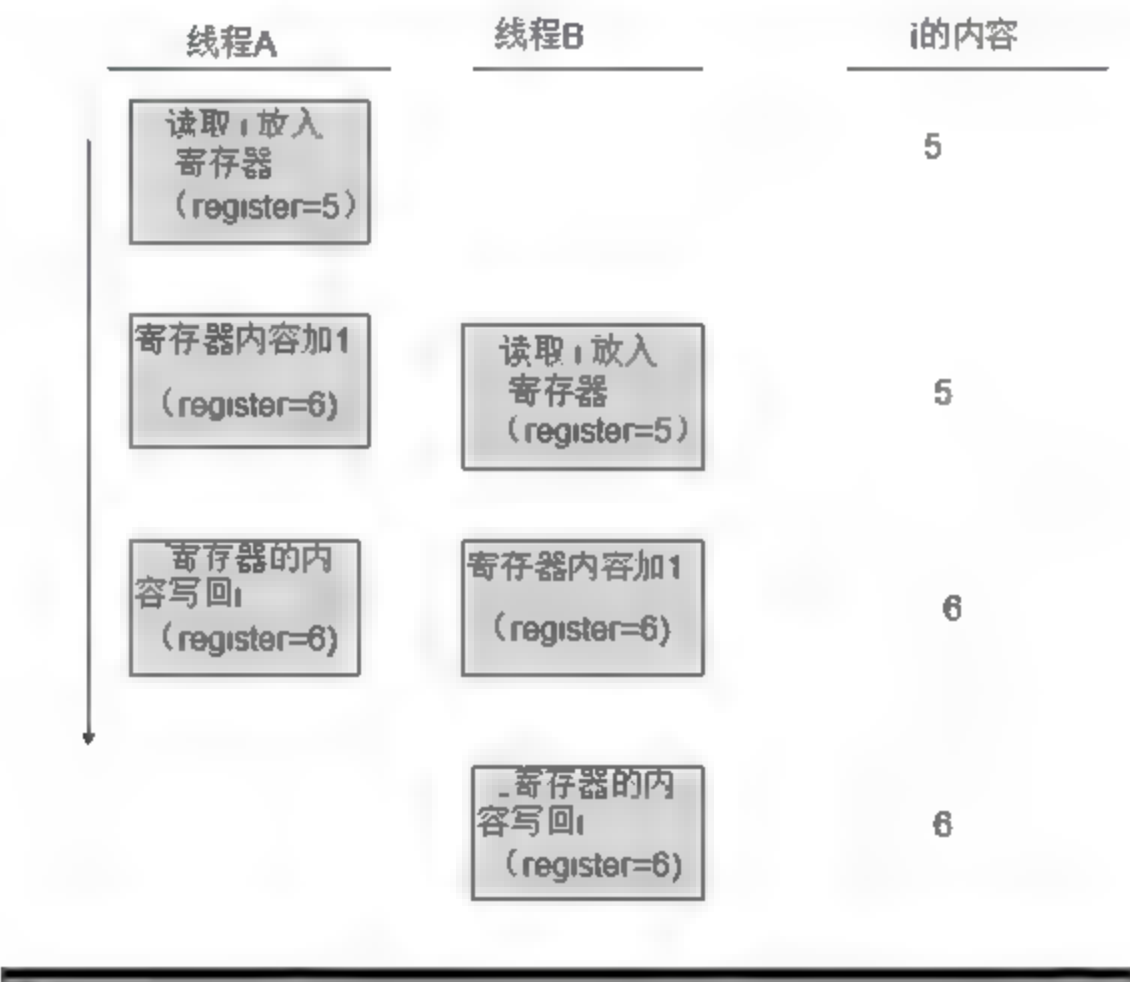 线程A
线程B
i的内容
读取 i 放入
寄存器
（register=5）
5
寄存器内容加1
（register=6）
读取 i 放入
寄存器
（register=5）
5
寄存器的内
容写回i
（register=6）
寄存器内容加1
（register=6）
6
寄存器的内
容写回i
（register=6）
6